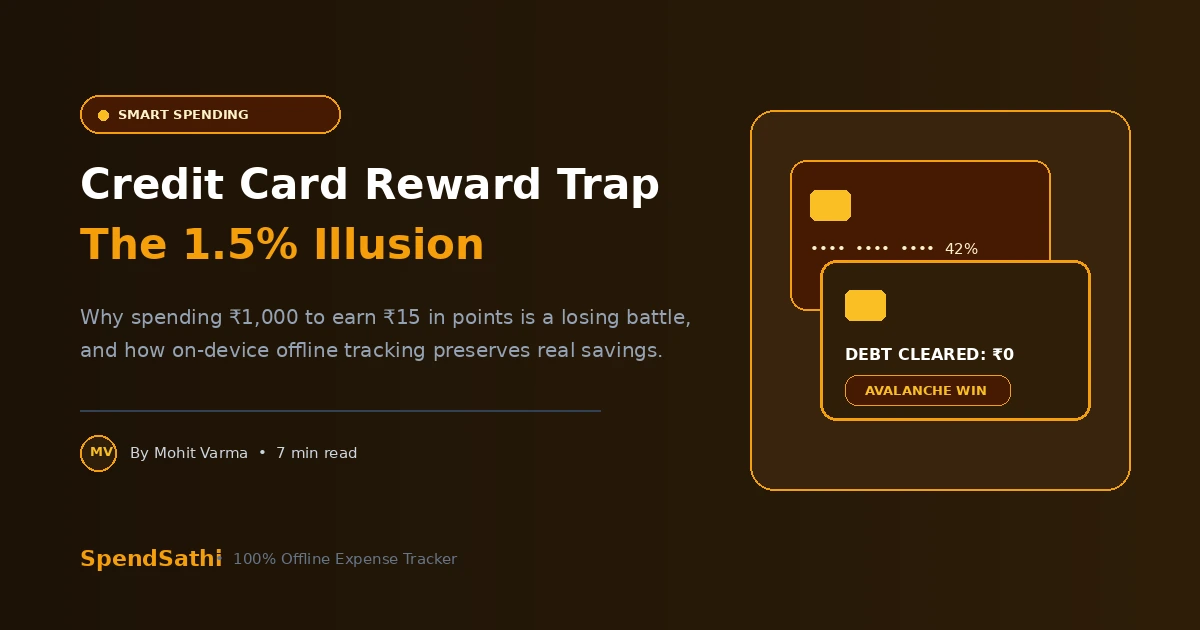 SMART SPENDING
Credit Card Reward Trap
The 1.5% Illusion
Why spending ₹1,000 to earn ₹15 in points is a losing battle,
and how on-device offline tracking preserves real savings.
MV
By Mohit Varma • 7 min read
SpendSathi
100% Offline Expense Tracker
•••• •••• •••• 42%
DEBT CLEARED: ₹0
AVALANCHE WIN